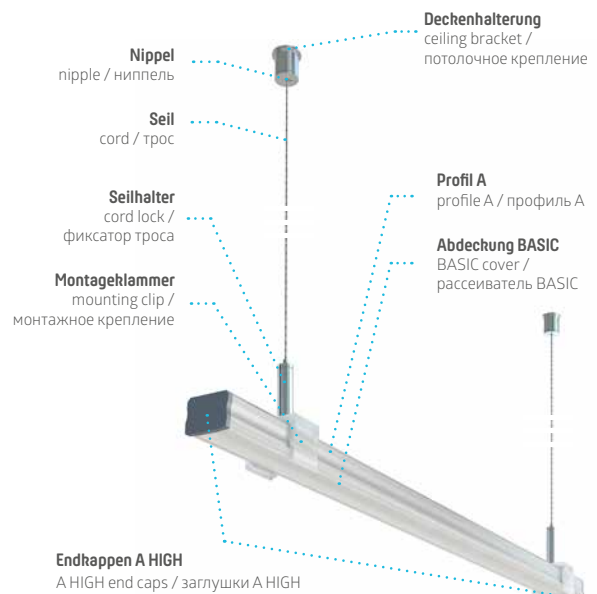 Deckenhalterung
ceiling bracket /
потолочное крепление
Nippel
nipple / ниппель
Seil
cord / трос
Seilhalter
cord lock /
фиксатор троса
Profil A
profile A / профиль A
Abdeckung BASIC
BASIC cover /
рассеиватель BASIC
Montageklammer
mounting clip /
монтажное крепление
Endkappen A HIGH
A HIGH end caps / заглушки A HIGH